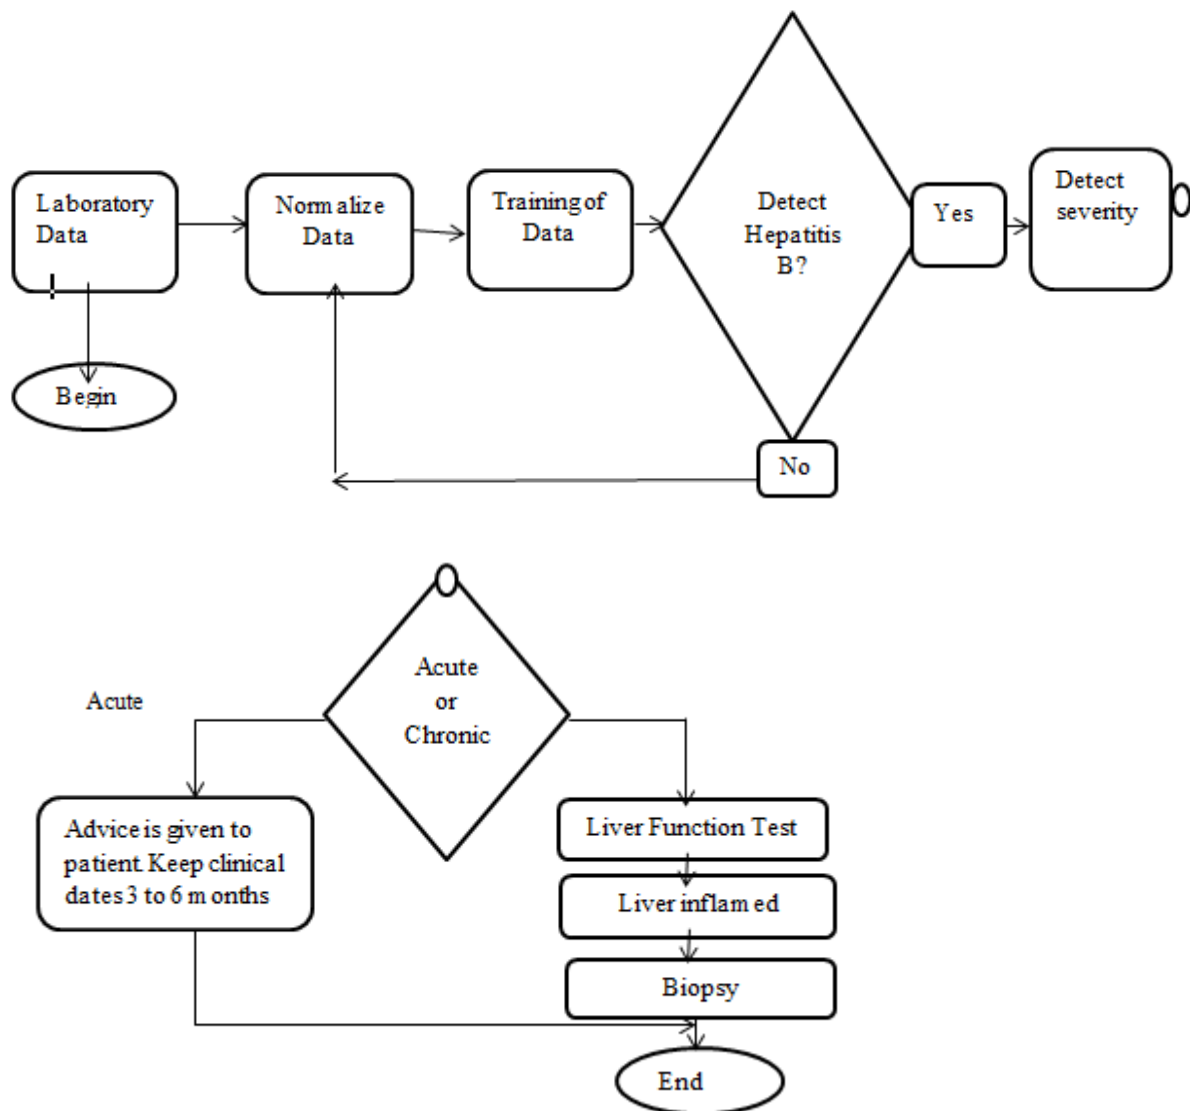 Laboratory
Data
Normalize
Data
Training of
Data
Detect
Hepatitis
B?
Yes
Detect
severity
Begin
No
Acute
or
Chronic
Acute
Advice is given to
patient. Keep clinical
dates 3 to 6 months
Liver Function Test
Liver inflamed
Biopsy
End